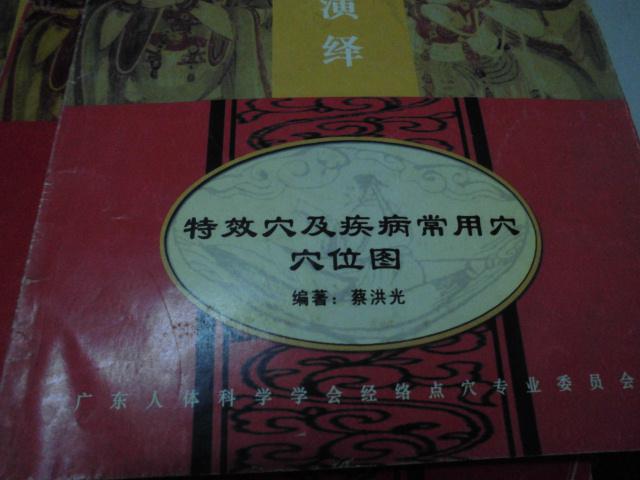 演
绎
特效穴及疾病常用穴
穴位图
编著：蔡洪光
广东人体科学学会经络点穴专业委员会